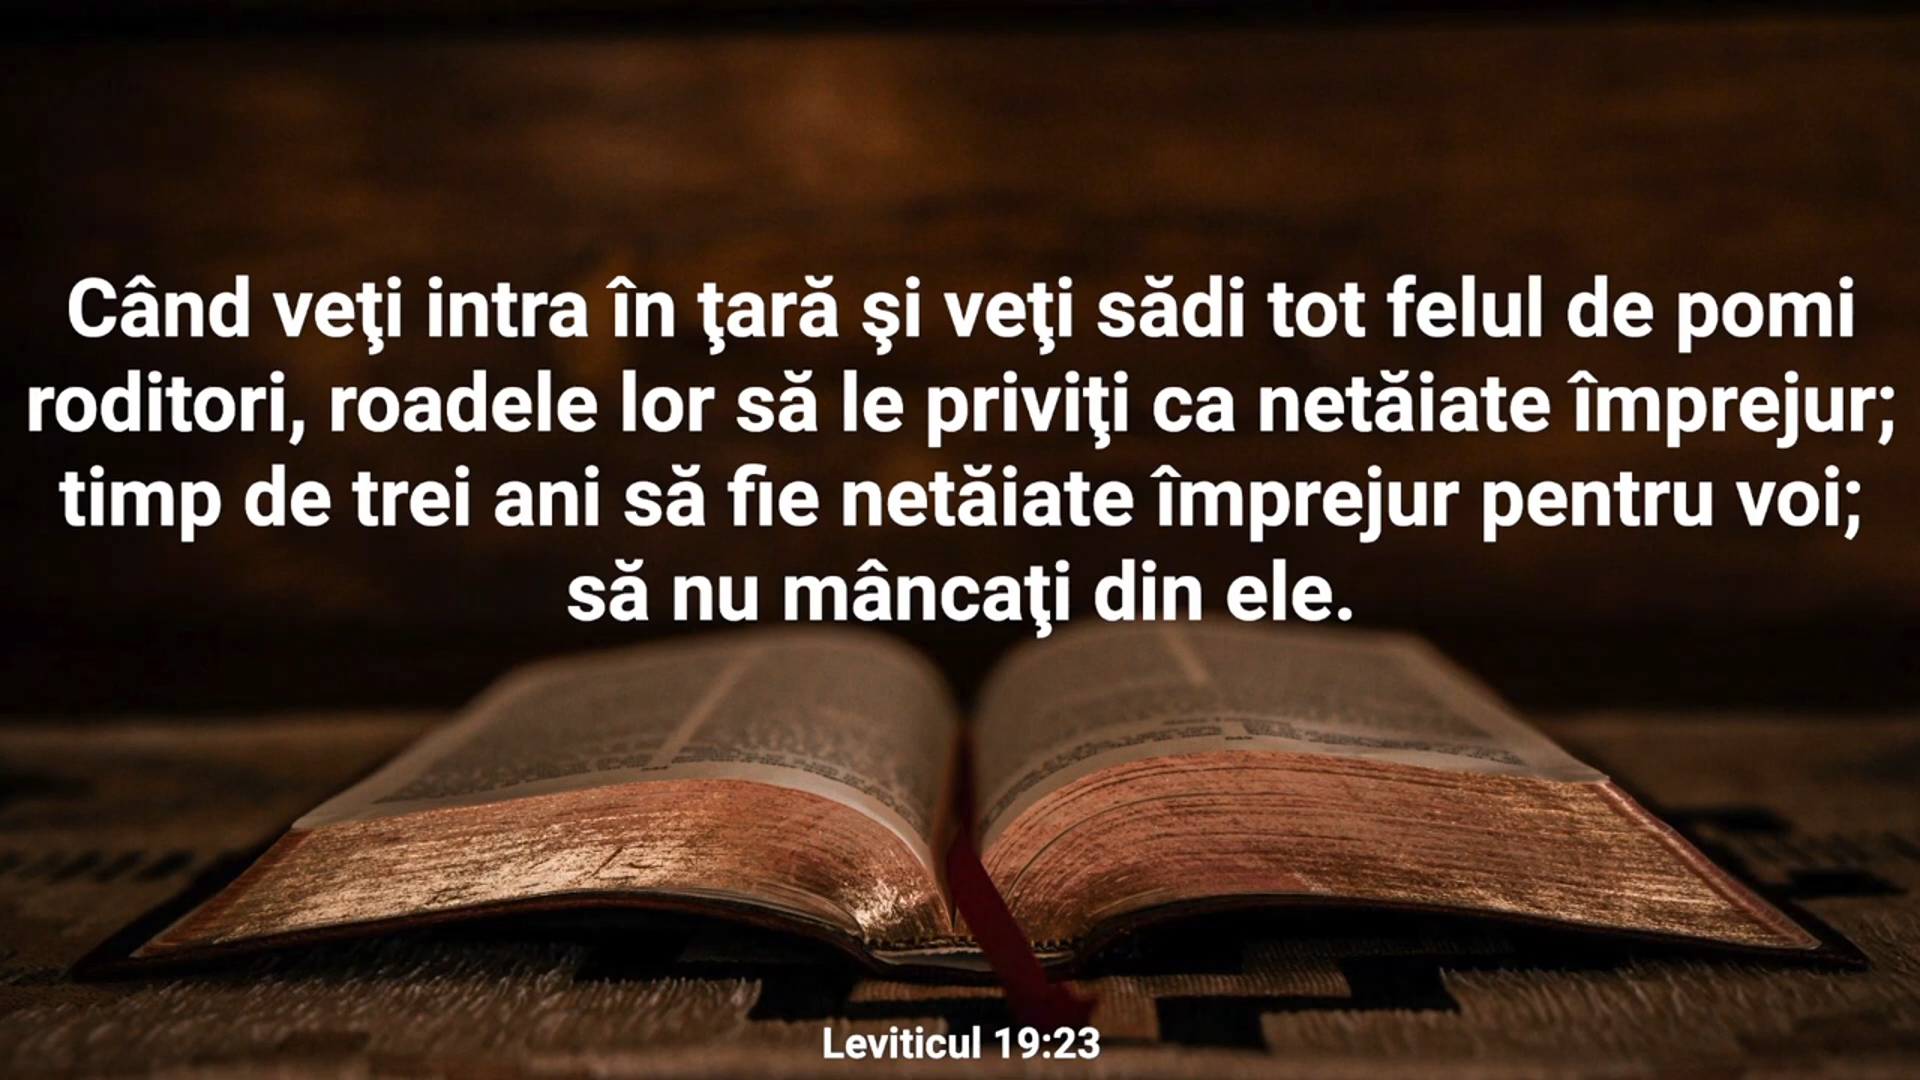 Când veţi intra în ţară şi veţi sădi tot felul de pomi
roditori, roadele lor să le priviţi ca netăiate împrejur;
timp de trei ani să fie netăiate împrejur pentru voi;
să nu mâncaţi din ele.
Leviticul 19:23